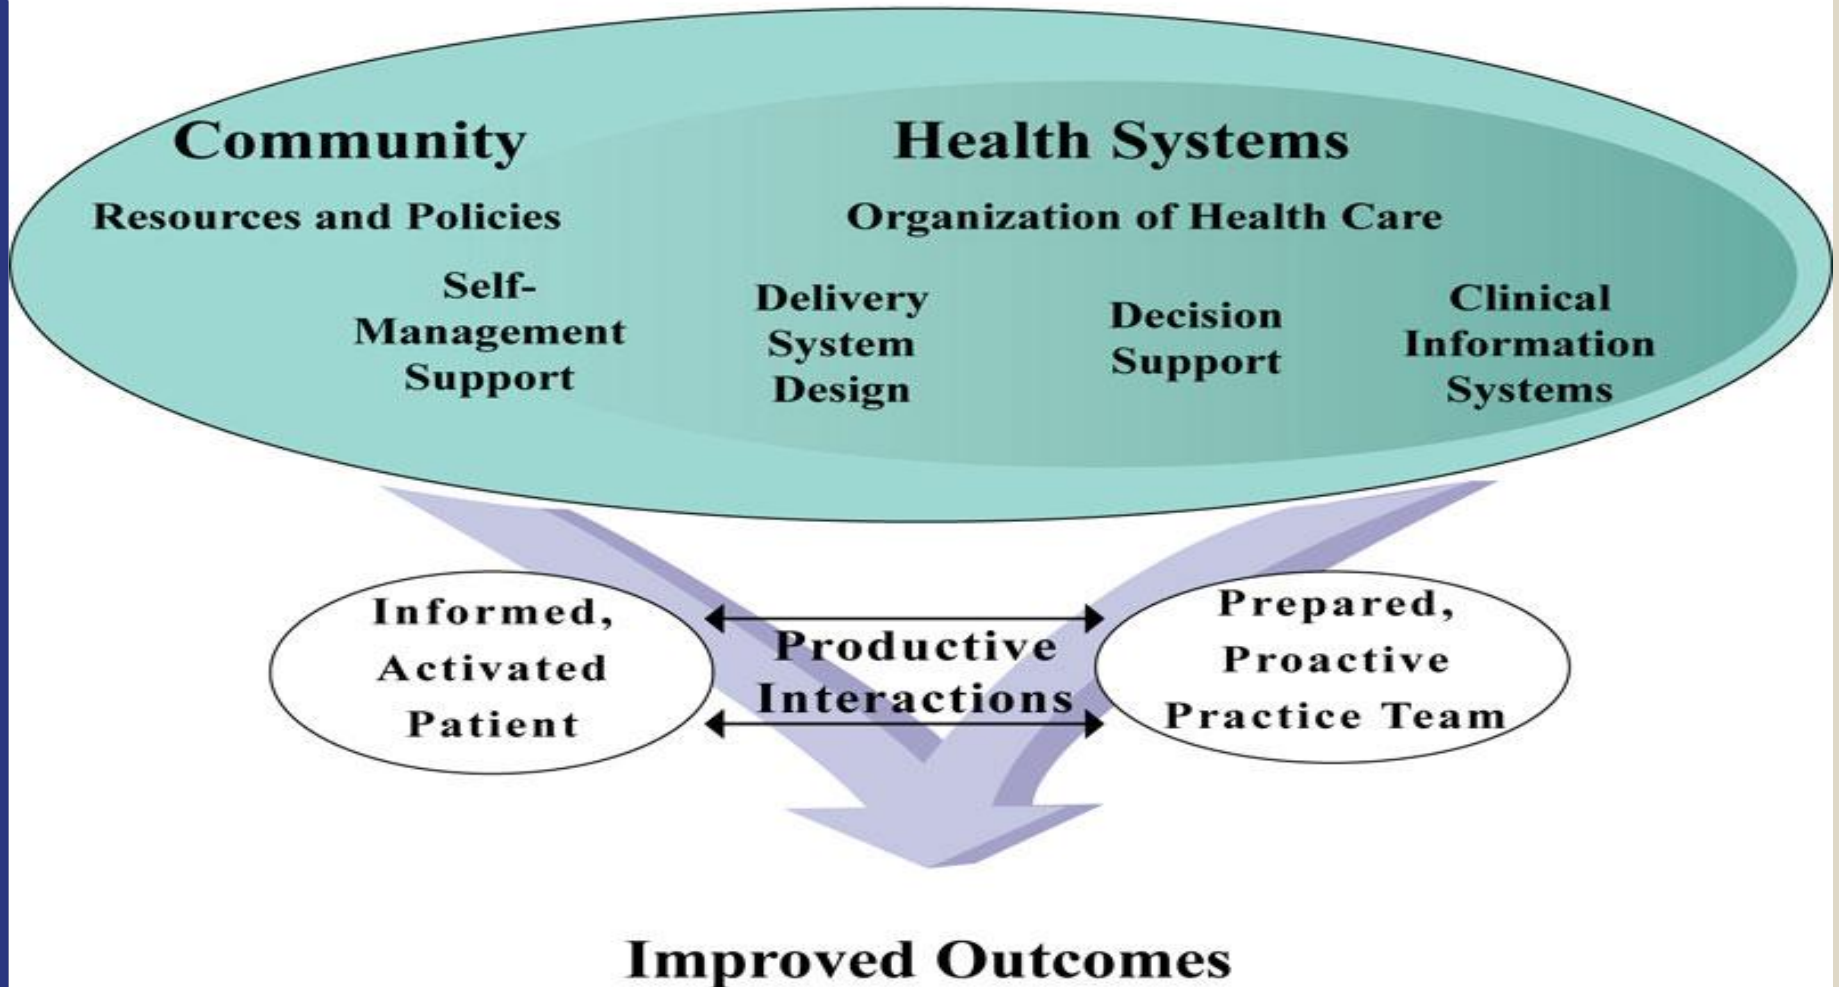 Community
Health Systems
Resources and Policies
Organization of Health Care
Self-
Management
Support
Delivery
System
Design
Decision
Support
Clinical
Information
Systems
Informed,
Activated
Patient
Productive
Interactions
Prepared,
Proactive
Practice Team
Improved Outcomes